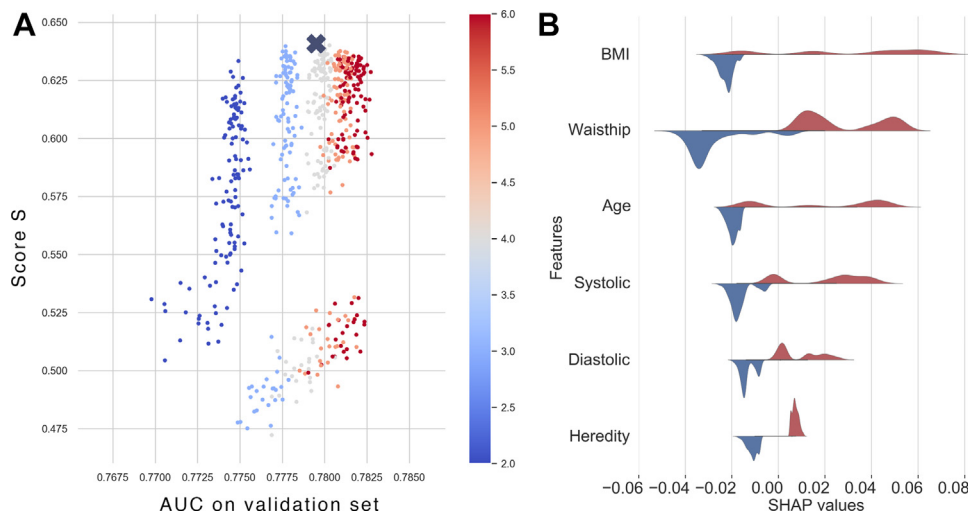 A
0.650
0.625
0.600
0.575
0.550
0.525
0.500
0.475
Score S
0.7675 0.7700 0.7725 0.7750 0.7775 0.7800 0.7825 0.7850
AUC on validation set
6.0
5.5
5.0
4.5
4.0
3.5
3.0
2.5
2.0
B
BMI
Waisthip
Age
Systolic
Diastolic
Heredity
Features
−0.06 −0.04 −0.02 0.00 0.02 0.04 0.06 0.08
SHAP values